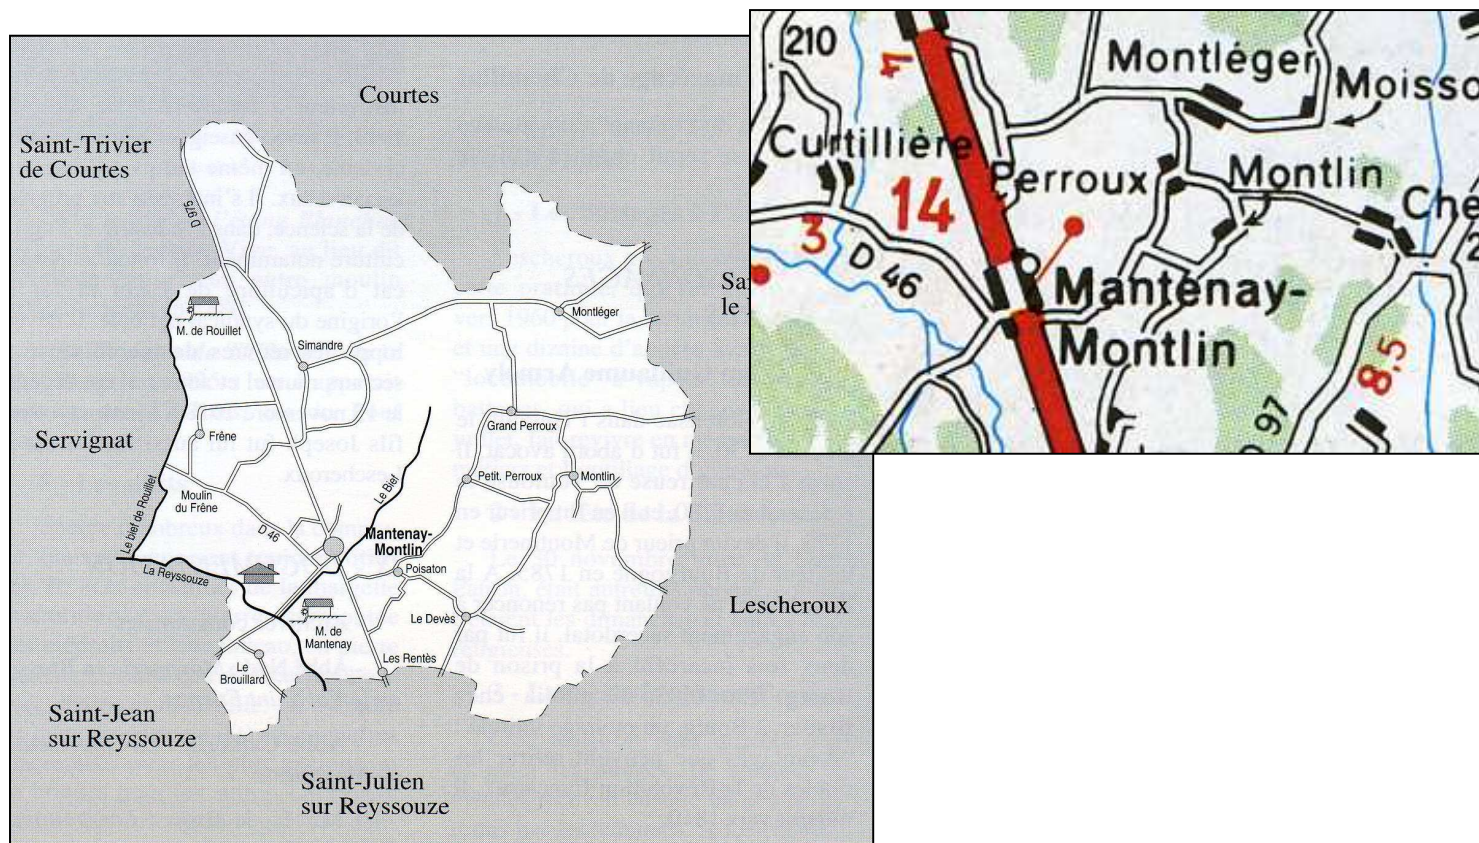 Courtes
Saint-Trivier
de Courtes
D 975
M. de Rouillet
Simandre
Montléger
Servignat
Frêne
Grand Perroux
Petit. Perroux
Montlin
Moulin
du Frêne
Le bief de Rouillet
D 46
Le Bief
Mantenay-
Montlin
La Reyssouze
Poisaton
Le Devès
M. de
Mantenay
Les Rentès
Le
Brouillard
Lescheroux
Saint-Jean
sur Reyssouze
Saint-Julien
sur Reyssouze
210
4
Montléger
Moisso
Curtillière
Perroux
Montlin
Che
14
3
D 46
Mantenay-
Montlin
8,5
97